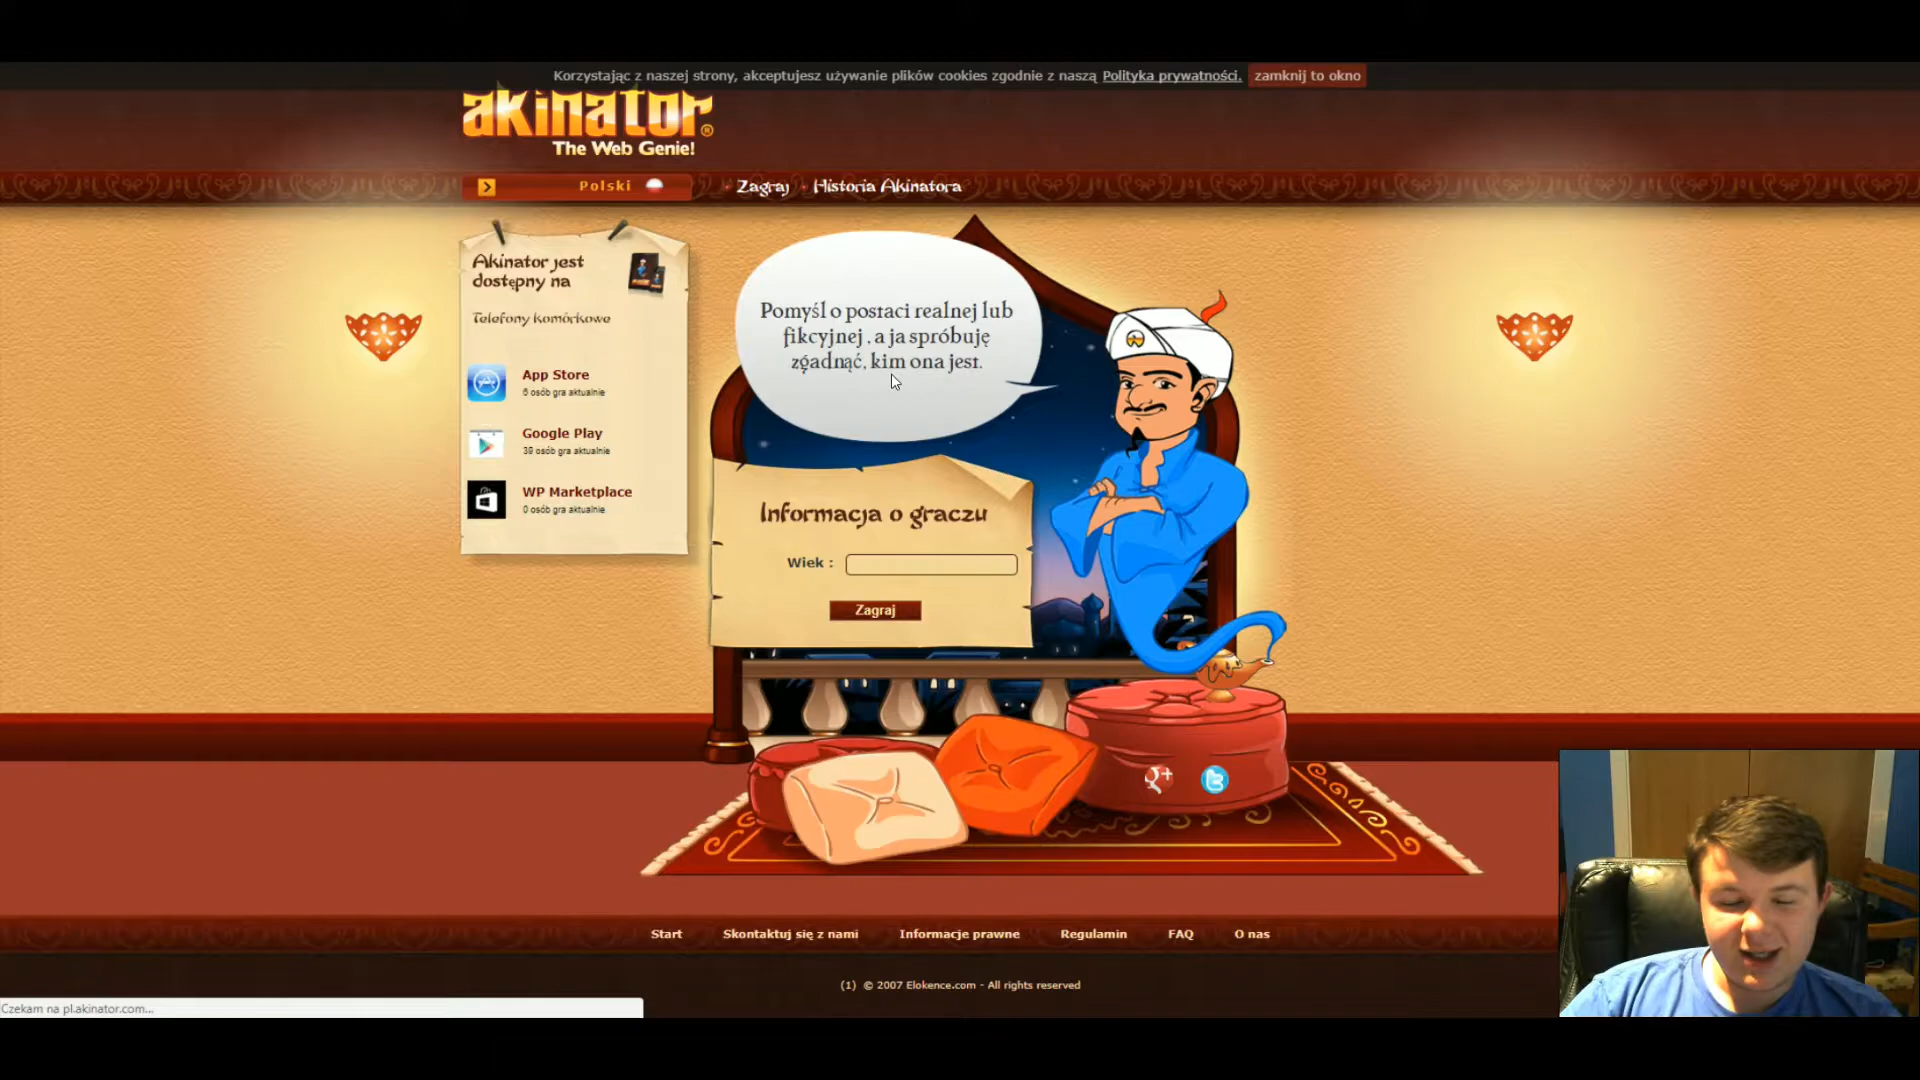 Korzystając z naszej strony, akceptujesz używanie plików cookies zgodnie z naszą Polityka prywatności. zamknij to okno
akinator®
The Web Genie!
Polski
Zagraj
Historia Akinatora
Akinator jest
dostępny na
Telefony komórkowe
App Store
6 osób gra aktualnie
Google Play
39 osób gra aktualnie
WP Marketplace
0 osób gra aktualnie
Pomyśl o postaci realnej lub
fikcyjnej , a ja spróbuję
zgadnąć, kim ona jest.
Informacja o graczu
Wiek :
Zagraj
g+
Start Skontaktuj się z nami Informacje prawne Regulamin FAQ O nas
(1) © 2007 Elokence.com - All rights reserved
Czekam na pl.akinator.com...